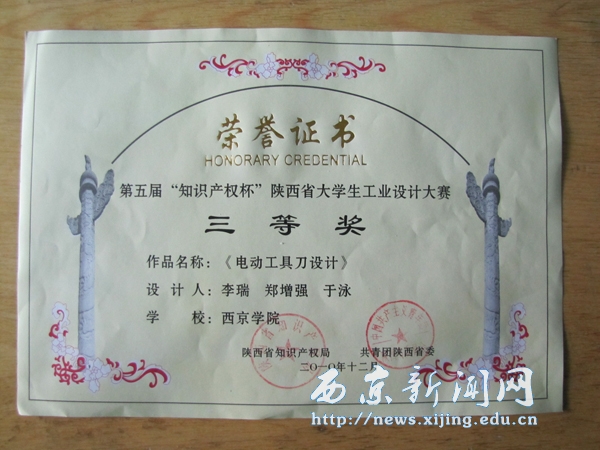 荣誉证书
HONORARY CREDENTIAL
第五届“知识产权杯”陕西省大学生工业设计大赛
三等奖
作品名称：《电动工具刀设计》
设计人：李瑞 郑增强 于泳
学校：西京学院
陕西省知识产权局 共青团陕西省委
二〇一〇年十二月
西京新闻网
http://news.xijing.edu.cn